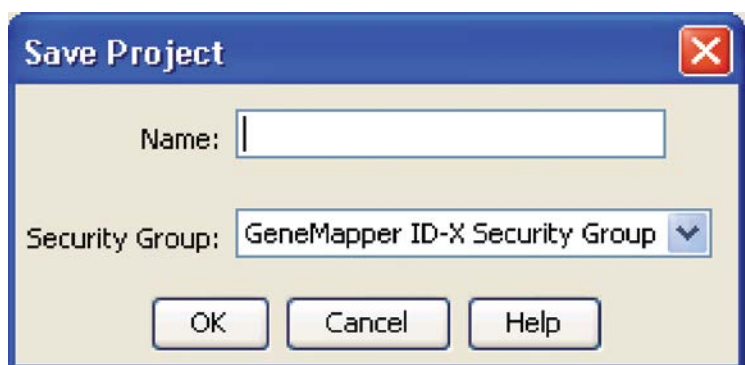 Save Project
Name:
Security Group: GeneMapper ID-X Security Group
OK Cancel Help